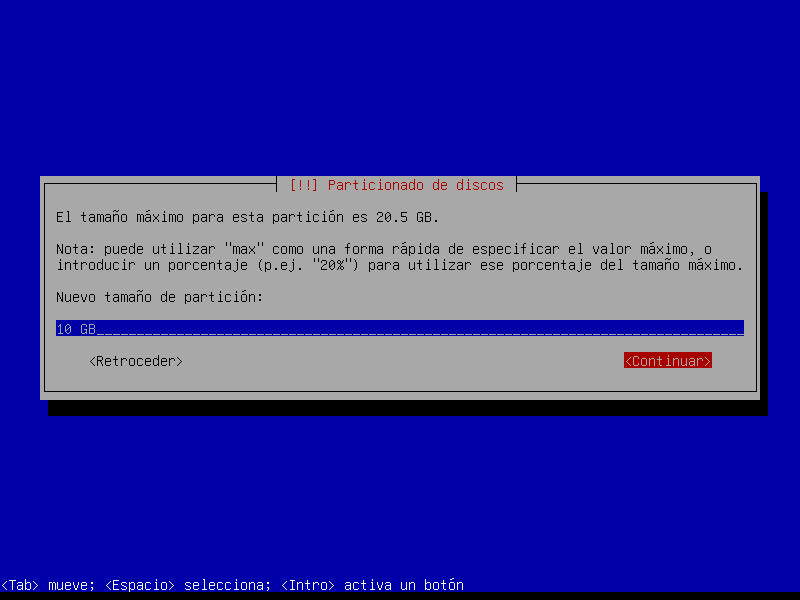 [!!] Particionado de discos
El tamaño máximo para esta partición es 20.5 GB.
Nota: puede utilizar "max" como una forma rápida de especificar el valor máximo, o
introducir un porcentaje (p.ej. "20%") para utilizar ese porcentaje del tamaño máximo.
Nuevo tamaño de partición:
10 GB
<Retroceder> <Continuar>
<Tab> mueve; <Espacio> selecciona; <Intro> activa un botón